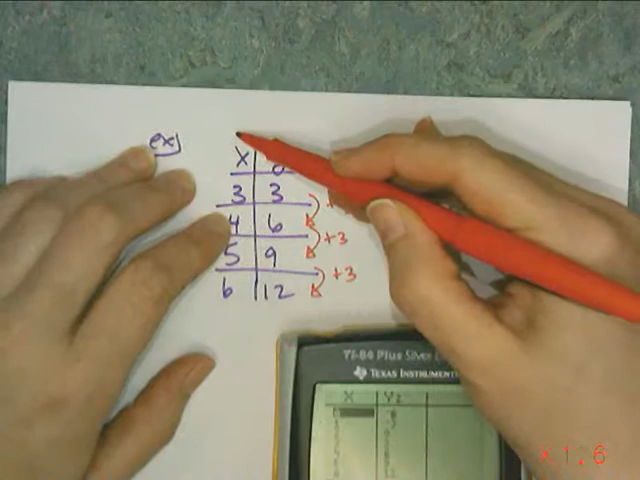 ex)
X
3 3
4 6
5 9 +3
6 12 +3
TI-84 Plus Silver
TEXAS INSTRUMENTS
X Y2
X1.6